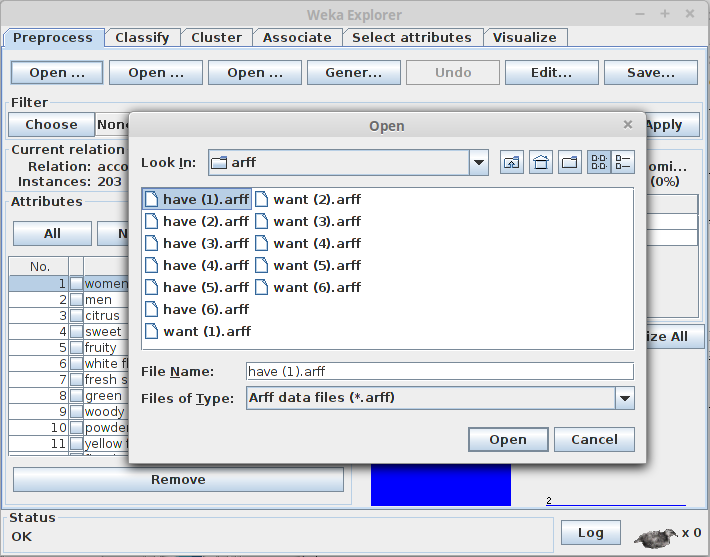 Weka Explorer
Preprocess Classify Cluster Associate Select attributes Visualize
Open ... Open ... Open ... Gener... Undo Edit... Save...
Filter
Choose None Apply
Open
Current relation
Relation: acco
Instances: 203
omi...
(0%)
Attributes
All N
No.
1 women
2 men
3 citrus
4 sweet
5 fruity
6 white fl
7 fresh s
8 green
9 woody
10 powde
11 yellow f
Remove
Look In: arff
have (1).arff want (2).arff
have (2).arff want (3).arff
have (3).arff want (4).arff
have (4).arff want (5).arff
have (5).arff want (6).arff
have (6).arff
want (1).arff
File Name: have (1).arff
Files of Type: Arff data files (*.arff)
Open Cancel
ize All
2
Status
OK
Log x 0